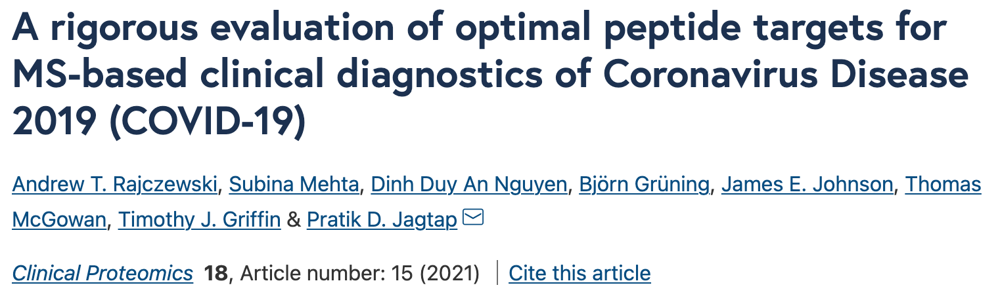 A rigorous evaluation of optimal peptide targets for
MS-based clinical diagnostics of Coronavirus Disease
2019 (COVID-19)
Andrew T. Rajczewski, Subina Mehta, Dinh Duy An Nguyen, Björn Grüning, James E. Johnson, Thomas
McGowan, Timothy J. Griffin & Pratik D. Jagtap
Clinical Proteomics 18, Article number: 15 (2021) Cite this article